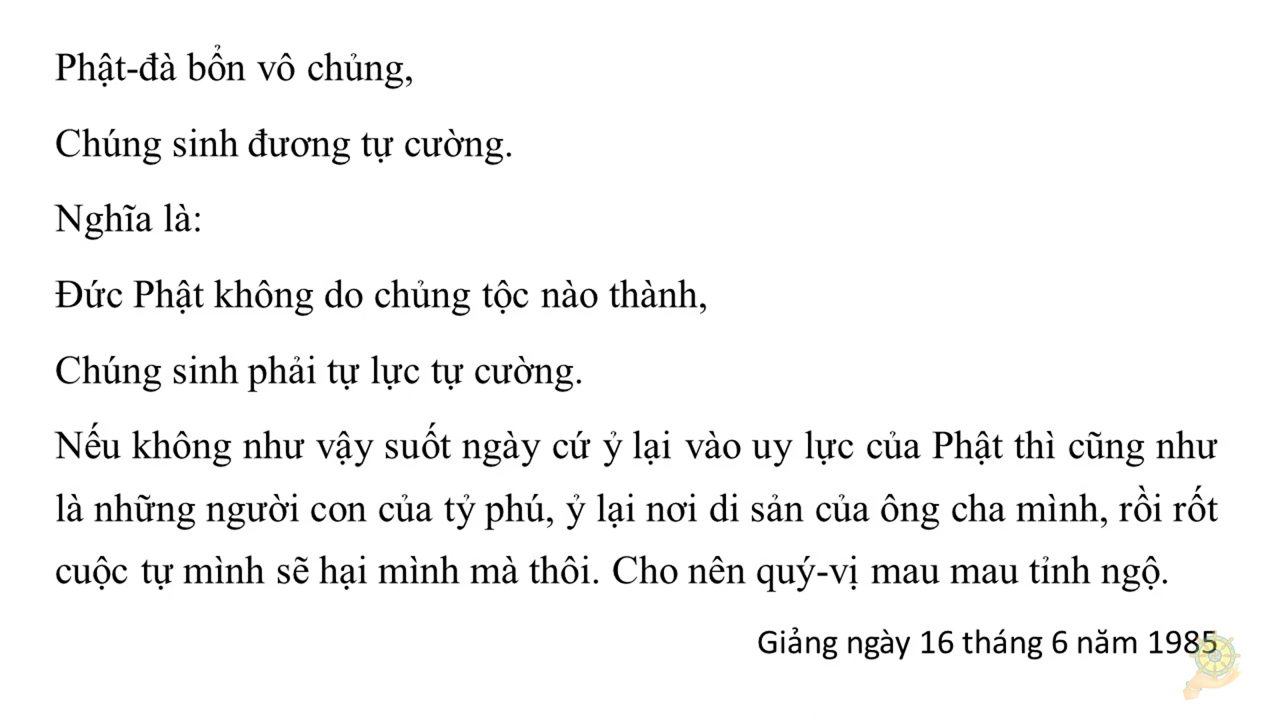 Phật-đà bổn vô chủng,
Chúng sinh đương tự cường.
Nghĩa là:
Đức Phật không do chủng tộc nào thành,
Chúng sinh phải tự lực tự cường.
Nếu không như vậy suốt ngày cứ ỷ lại vào uy lực của Phật thì cũng như
là những người con của tỷ phú, ỷ lại nơi di sản của ông cha mình, rồi rốt
cuộc tự mình sẽ hại mình mà thôi. Cho nên quý-vị mau mau tỉnh ngộ.
Giảng ngày 16 tháng 6 năm 1985